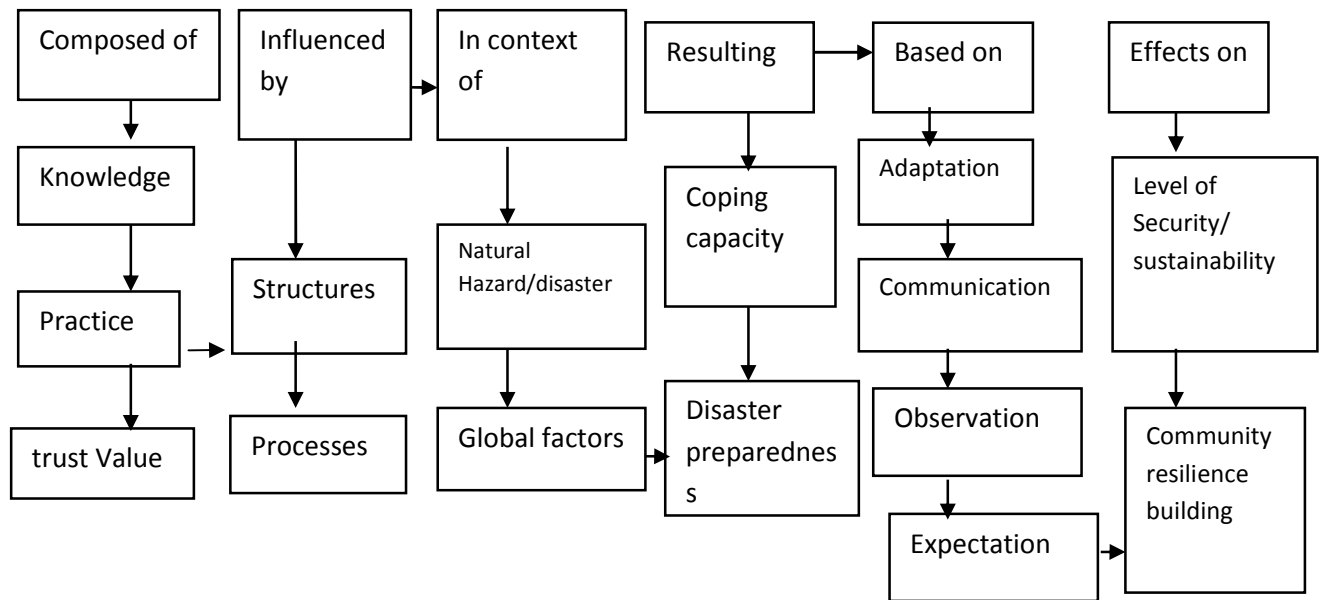 Composed of
Knowledge
Practice
trust Value
Influenced
by
Structures
Processes
In context
of
Natural
Hazard/disaster
Global factors
Resulting
Coping
capacity
Disaster
preparednes
s
Based on
Adaptation
Communication
Observation
Expectation
Effects on
Level of
Security/
sustainability
Community
resilience
building